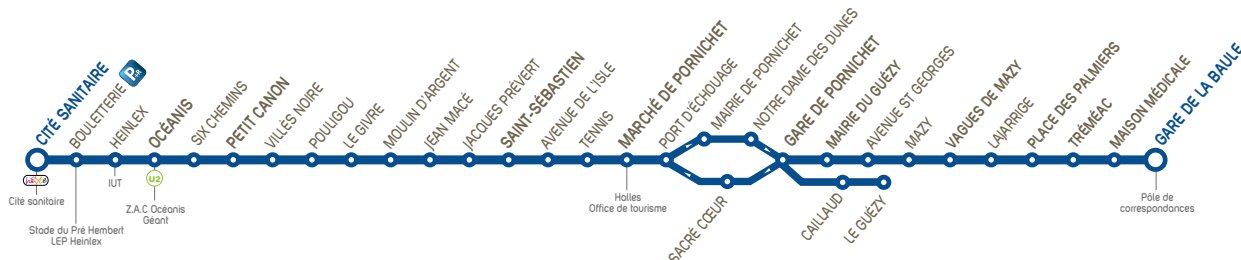 CITÉ SANITAIRE
BOULETTERIE
HEINLEX
OCÉANIS
SIX CHEMINS
PETIT CANON
VILLÈS NOIRE
POULIGOU
LE GIVRE
MOULIN D'ARGENT
JEAN MACÉ
JACQUES PRÉVERT
SAINT-SÉBASTIEN
AVENUE DE L'ISLE
TENNIS
MARCHÉ DE PORNICHET
PORT D'ÉCHOUAGE
MAIRIE DE PORNICHET
NOTRE DAME DES DUNES
GARE DE PORNICHET
MAIRIE DU GUÉZY
AVENUE ST GEORGES
MAZY
VAGUES DE MAZY
LAJARRIGE
PLACE DES PALMIERS
TRÉMÉAC
MAISON MÉDICALE
GARE DE LA BAULE
SACRÉ CŒUR
CAILLAUD
LE GUÉZY
Cité sanitaire
Stade du Pré Hembert
LEP Heinlex
IUT
U2
Z.A.C Océanis
Géant
Halles
Office de tourisme
Pôle de
correspondances